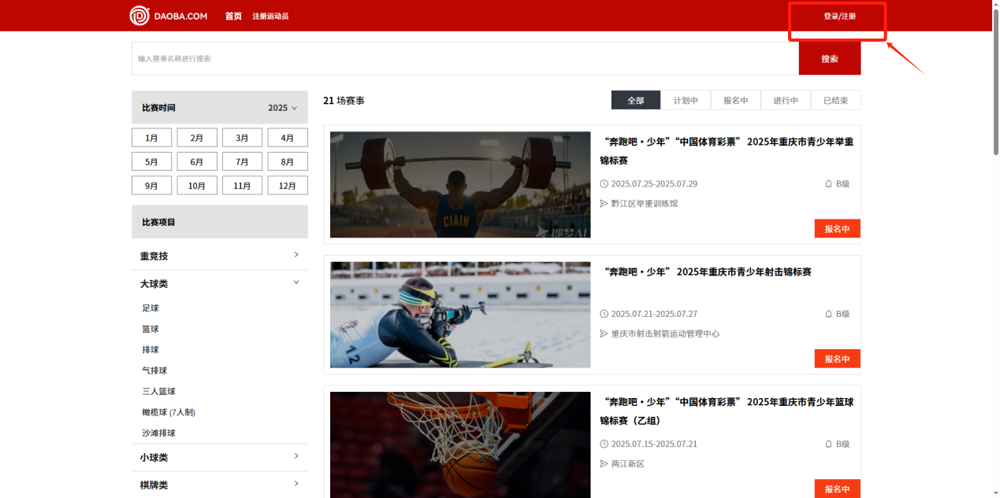 DAOBA.COM
首页
注册运动员
登录/注册
输入赛事名称进行搜索
搜索
比赛时间
2025
1月
2月
3月
4月
5月
6月
7月
8月
9月
10月
11月
12月
比赛项目
重竞技
大球类
足球
篮球
排球
气排球
三人篮球
橄榄球 (7人制)
沙滩排球
小球类
棋牌类
21 场赛事
全部
计划中
报名中
进行中
已结束
CIAIN
即梦AI
“奔跑吧·少年”“中国体育彩票” 2025年重庆市青少年举重
锦标赛
2025.07.25-2025.07.29
B级
黔江区举重训练馆
报名中
“奔跑吧·少年” 2025年重庆市青少年射击锦标赛
2025.07.21-2025.07.27
B级
重庆市射击射箭运动管理中心
报名中
“奔跑吧·少年”“中国体育彩票” 2025年重庆市青少年篮球
锦标赛（乙组）
2025.07.15-2025.07.21
B级
两江新区
报名中